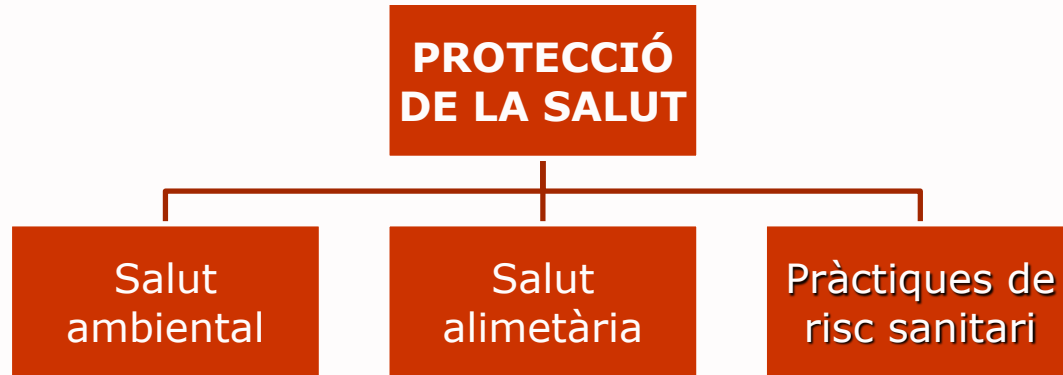 PROTECCIÓ
DE LA SALUT
Salut
ambiental
Salut
alimetària
Pràctiques de
risc sanitari